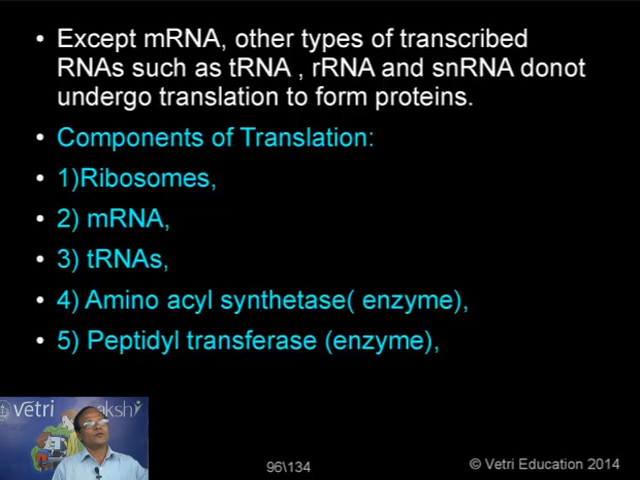 Except mRNA, other types of transcribed
RNAs such as tRNA , rRNA and snRNA donot
undergo translation to form proteins.
Components of Translation:
1)Ribosomes,
2) mRNA,
3) tRNAs,
4) Amino acyl synthetase( enzyme),
5) Peptidyl transferase (enzyme),
vetri
akshi
96\134
© Vetri Education 2014